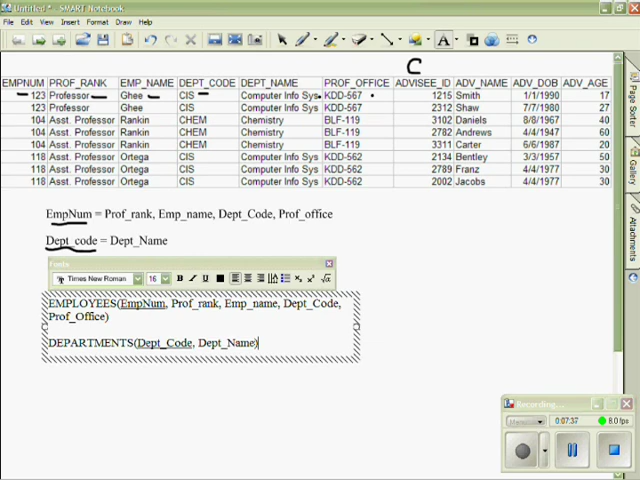 Untitled * - SMART Notebook
File Edit View Insert Format Draw Help
C
EMPNUM PROF_RANK EMP_NAME DEPT_CODE DEPT_NAME PROF_OFFICE ADVISEE_ID ADV_NAME ADV_DOB ADV_AGE
123 Professor Ghee CIS Computer Info Sys KDD-567 1215 Smith 1/1/1990 17
123 Professor Ghee CIS Computer Info Sys KDD-567 2312 Shaw 7/7/1980 27
104 Asst. Professor Rankin CHEM Chemistry BLF-119 3102 Daniels 8/8/1967 40
104 Asst. Professor Rankin CHEM Chemistry BLF-119 2782 Andrews 4/4/1947 60
104 Asst. Professor Rankin CHEM Chemistry BLF-119 3311 Carter 6/6/1987 20
118 Asst. Professor Ortega CIS Computer Info Sys KDD-562 2134 Bentley 3/3/1957 50
118 Asst. Professor Ortega CIS Computer Info Sys KDD-562 2789 Franz 4/4/1977 30
118 Asst. Professor Ortega CIS Computer Info Sys KDD-562 2002 Jacobs 4/4/1977 30
EmpNum = Prof_rank, Emp_name, Dept_Code, Prof_office
Dept_code = Dept_Name
Fonts
Times New Roman 16 B I U
EMPLOYEES(EmpNum, Prof_rank, Emp_name, Dept_Code,
Prof_Office)
DEPARTMENTS(Dept_Code, Dept_Name)
Page Sorter
Gallery
Attachments
Recording...
Menu
0:07:37
8.0 fps